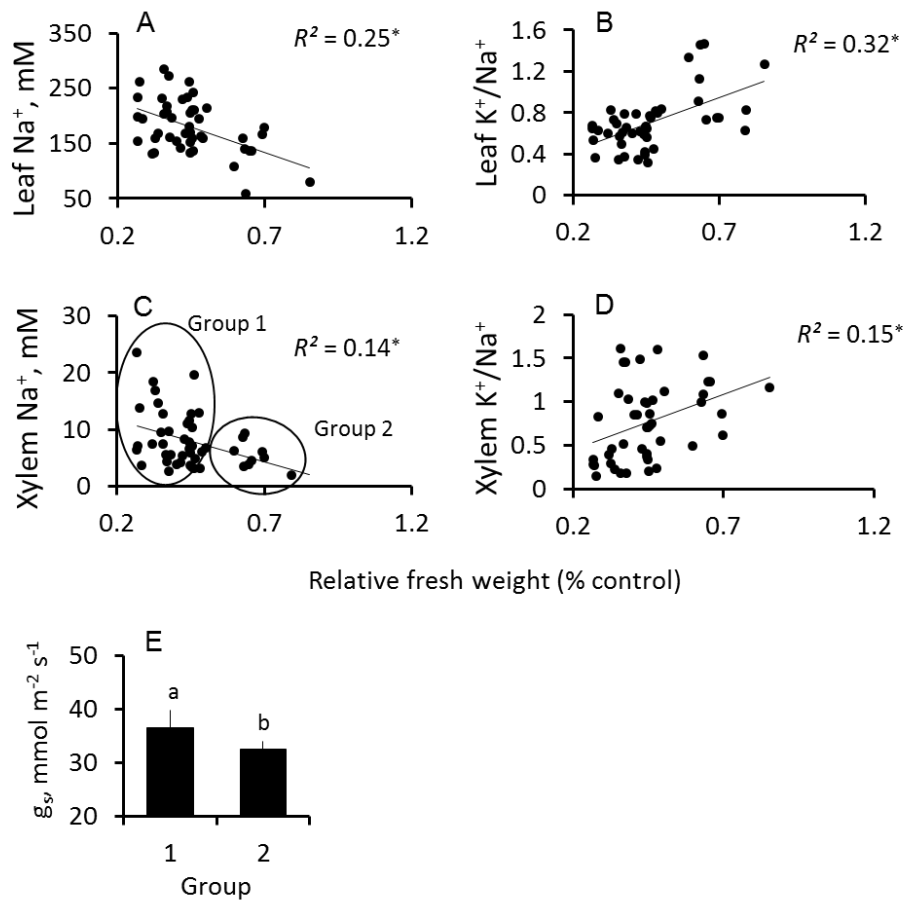 A
R² = 0.25*
Leaf Na⁺, mM
350
250
150
50
0.2
0.7
1.2
B
R² = 0.32*
Leaf K⁺/Na⁺
1.6
1.2
0.8
0.4
0
0.2
0.7
1.2
C
Group 1
R² = 0.14*
Group 2
Xylem Na⁺, mM
30
20
10
0
0.2
0.7
1.2
D
R² = 0.15*
Xylem K⁺/Na⁺
2
1.5
1
0.5
0
0.2
0.7
1.2
Relative fresh weight (% control)
E
gₛ, mmol m⁻² s⁻¹
50
40
30
20
a
b
1
2
Group